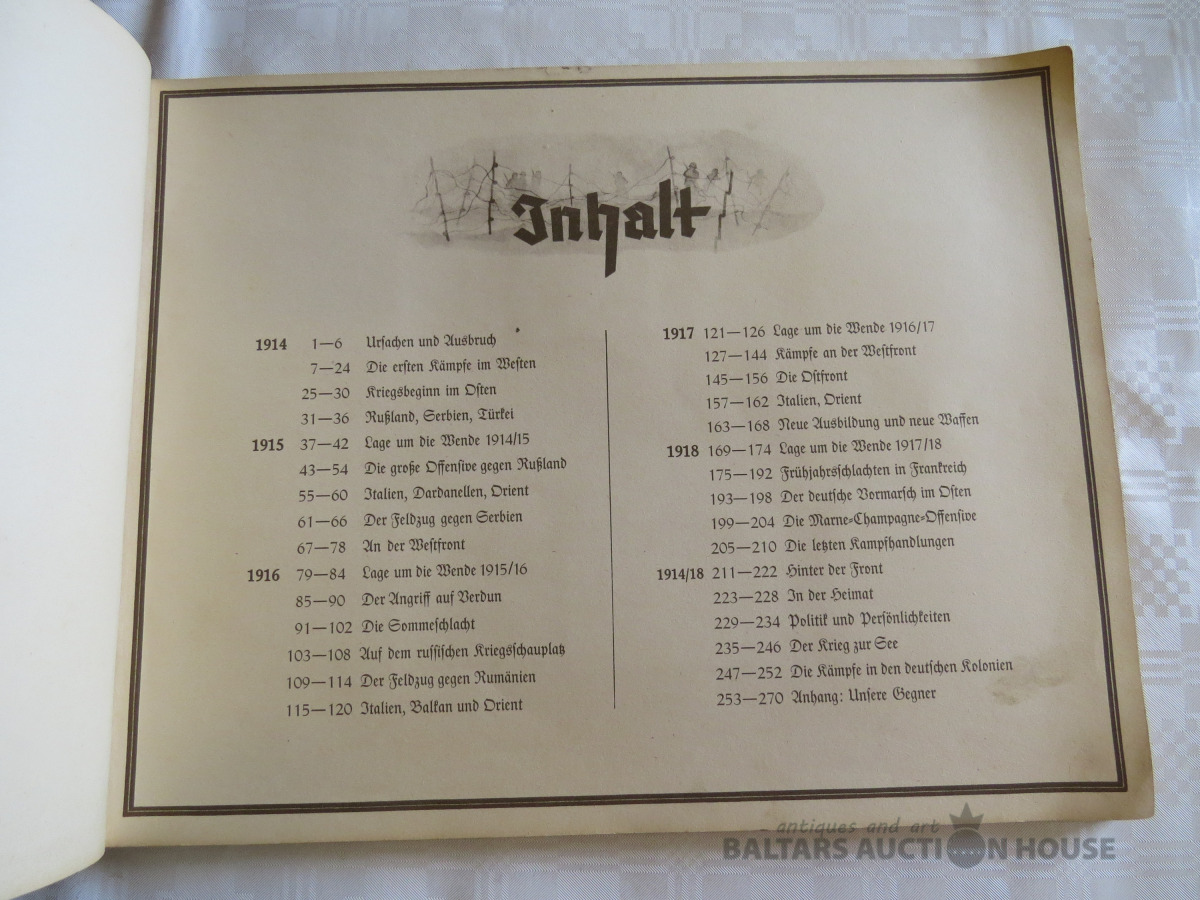 Inhalt
1914 1—6 Ursachen und Ausbruch
7—24 Die ersten Kämpfe im Westen
25—30 Kriegsbeginn im Osten
31—36 Rußland, Serbien, Türkei
1915 37—42 Lage um die Wende 1914/15
43—54 Die große Offensive gegen Rußland
55—60 Italien, Dardanellen, Orient
61—66 Der Feldzug gegen Serbien
67—78 An der Westfront
1916 79—84 Lage um die Wende 1915/16
85—90 Der Angriff auf Verdun
91—102 Die Sommeschlacht
103—108 Auf dem russischen Kriegsschauplatz
109—114 Der Feldzug gegen Rumänien
115—120 Italien, Balkan und Orient
1917 121—126 Lage um die Wende 1916/17
127—144 Kämpfe an der Westfront
145—156 Die Ostfront
157—162 Italien, Orient
163—168 Neue Ausbildung und neue Waffen
1918 169—174 Lage um die Wende 1917/18
175—192 Frühjahrsschlachten in Frankreich
193—198 Der deutsche Vormarsch im Osten
199—204 Die Marne-Champagne-Offensive
205—210 Die letzten Kampfhandlungen
1914/18 211—222 Hinter der Front
223—228 In der Heimat
229—234 Politik und Persönlichkeiten
235—246 Der Krieg zur See
247—252 Die Kämpfe in den deutschen Kolonien
253—270 Anhang: Unsere Gegner
antiques and art
BALTARS AUCTION HOUSE